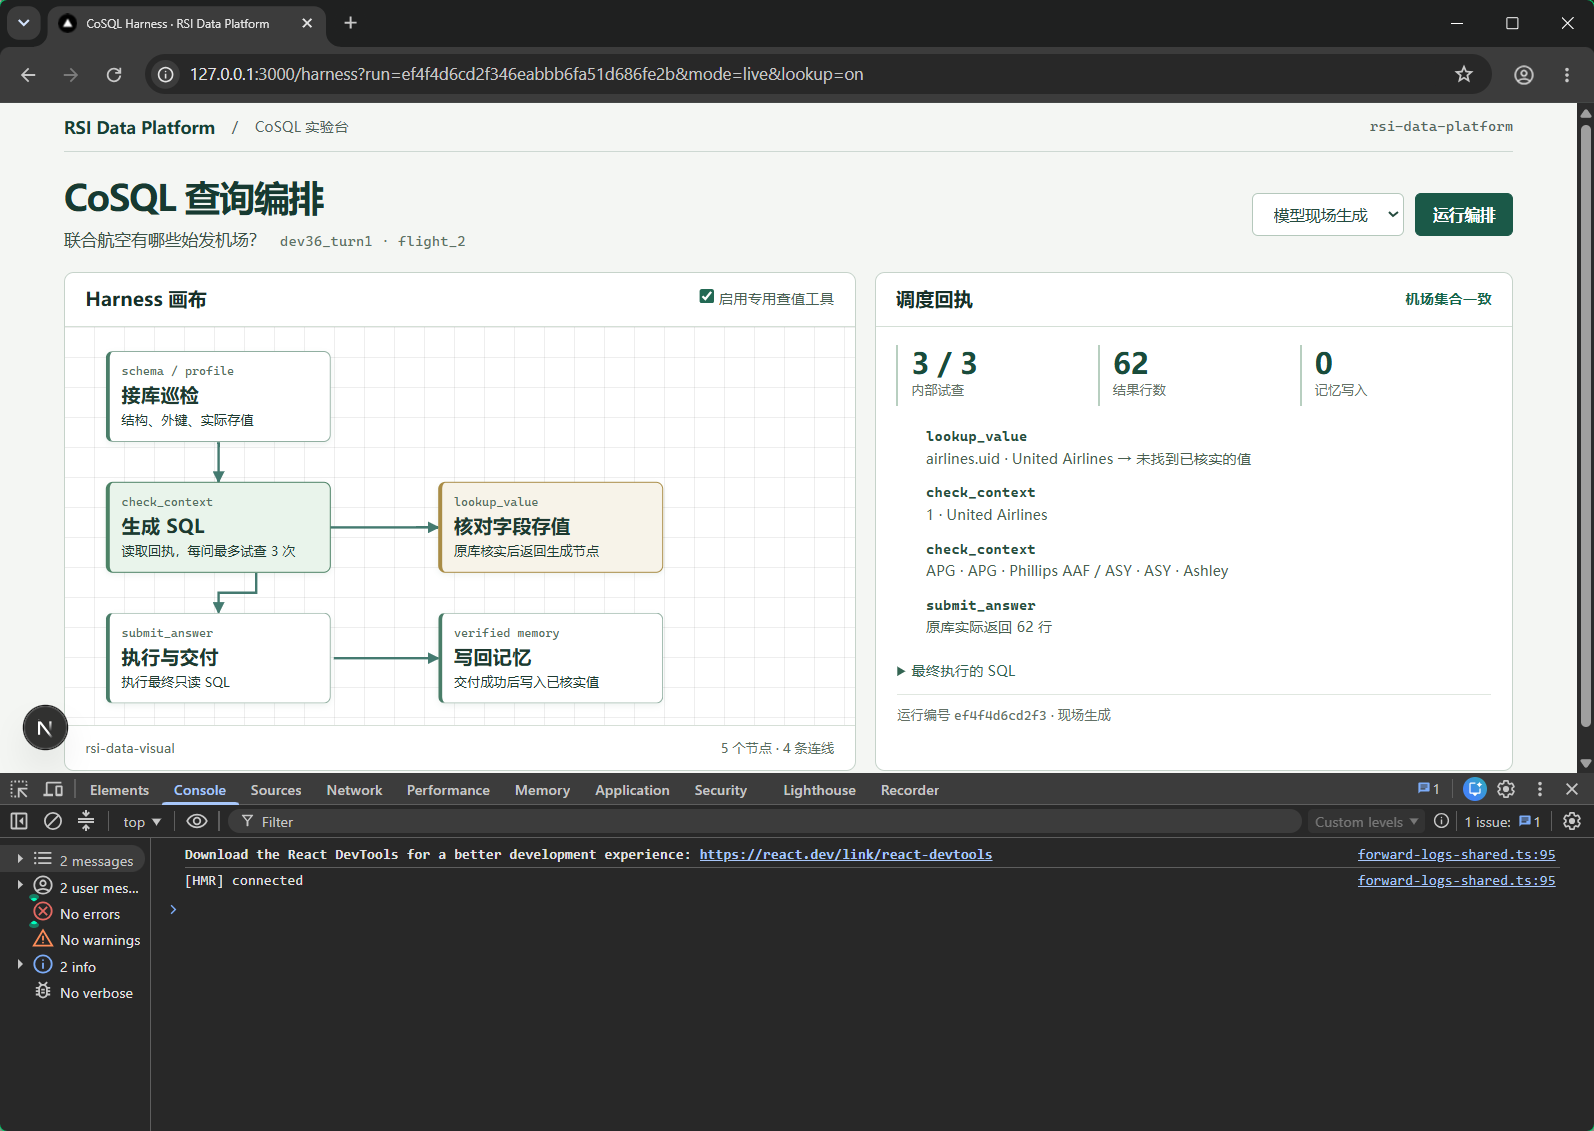 CoSQL Harness · RSI Data Platform
127.0.0.1:3000/harness?run=ef4f4d6cd2f346eabbb6fa51d686fe2b&mode=live&lookup=on
RSI Data Platform / CoSQL 实验台
rsi-data-platform
CoSQL 查询编排
联合航空有哪些始发机场？ dev36_turn1 · flight_2
模型现场生成
运行编排
Harness 画布
启用专用查值工具
schema / profile
接库巡检
结构、外键、实际存值
check_context
生成 SQL
读取回执，每问最多试查 3 次
lookup_value
核对字段存值
原库核实后返回生成节点
submit_answer
执行与交付
执行最终只读 SQL
verified memory
写回记忆
交付成功后写入已核实值
rsi-data-visual
5 个节点 · 4 条连线
调度回执
机场集合一致
3 / 3
内部试查
62
结果行数
0
记忆写入
lookup_value
airlines.uid · United Airlines → 未找到已核实的值
check_context
1 · United Airlines
check_context
APG · APG · Phillips AAF / ASY · ASY · Ashley
submit_answer
原库实际返回 62 行
最终执行的 SQL
运行编号 ef4f4d6cd2f3 · 现场生成
N
Elements Console Sources Network Performance Memory Application Security Lighthouse Recorder
1
top
Filter
Custom levels
1 issue: 1
2 messages
2 user mes...
No errors
No warnings
2 info
No verbose
Download the React DevTools for a better development experience: https://react.dev/link/react-devtools
forward-logs-shared.ts:95
[HMR] connected
forward-logs-shared.ts:95